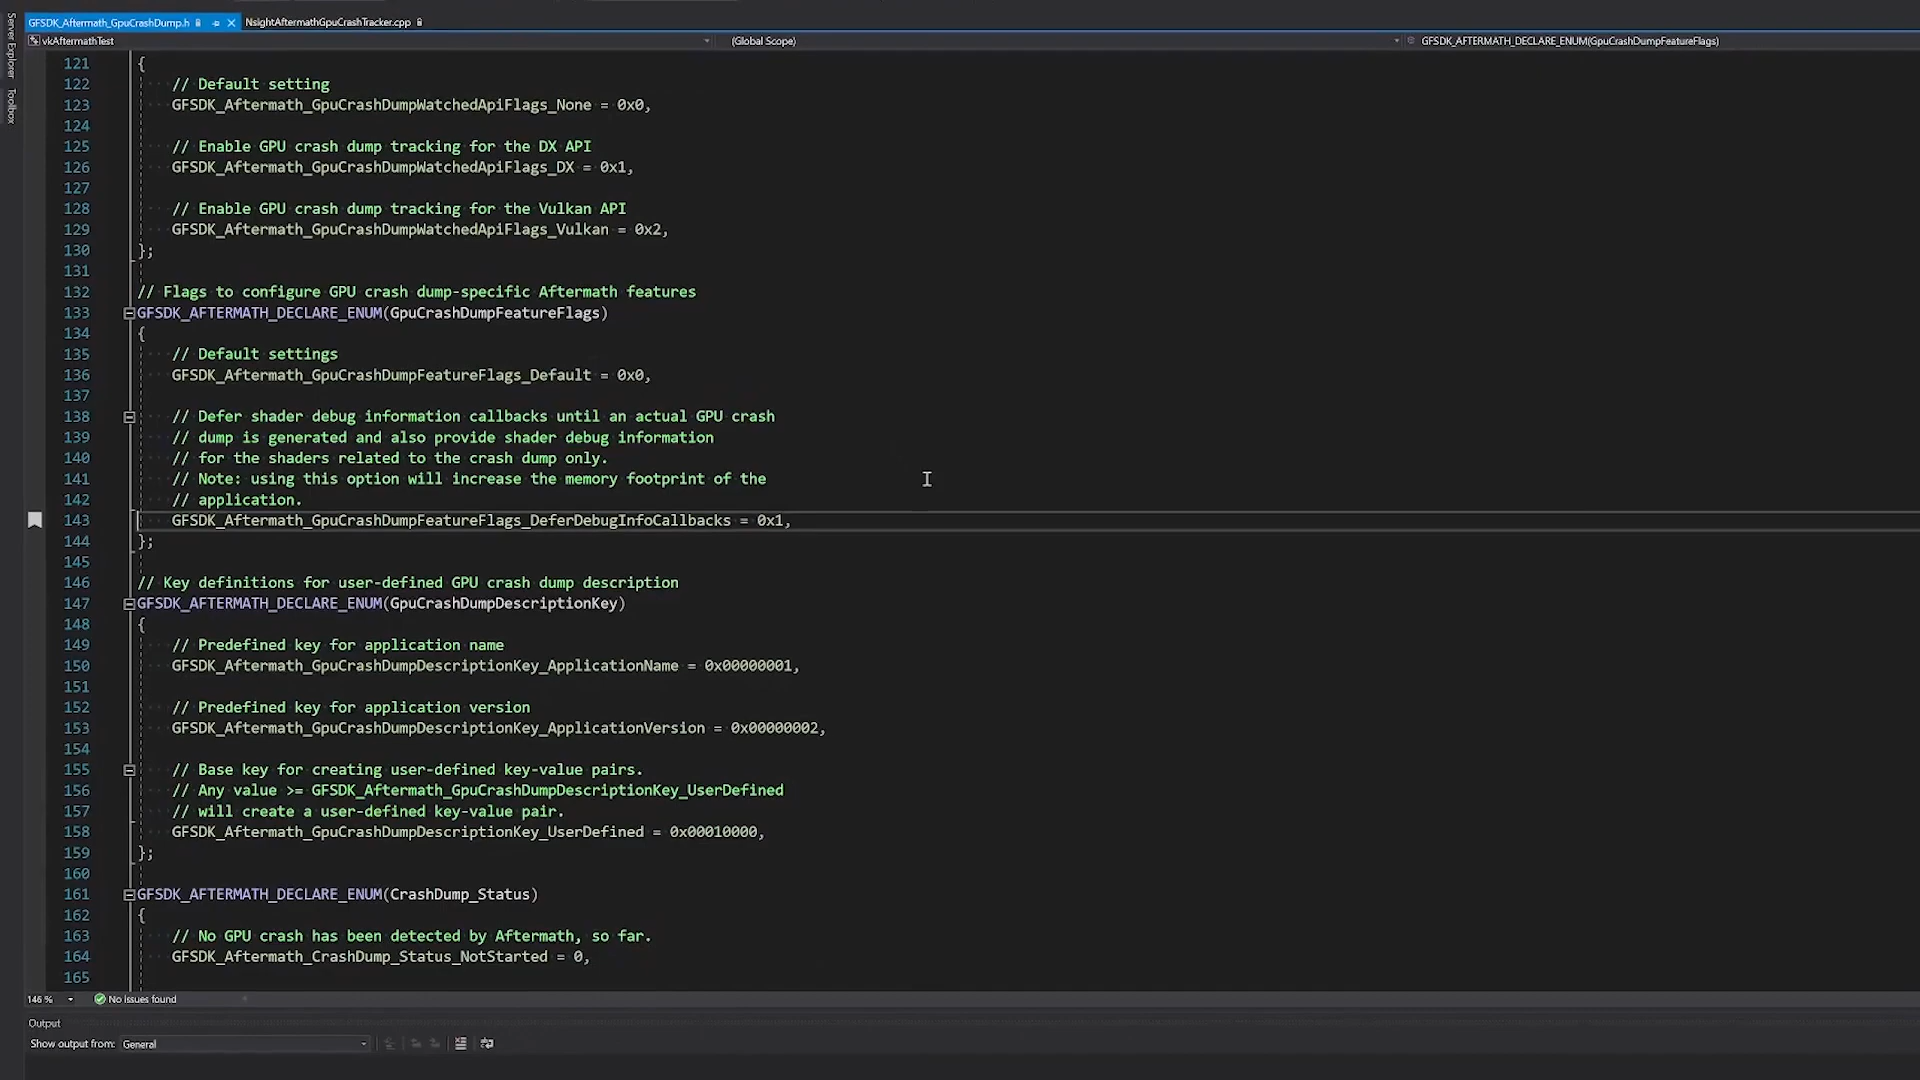 GFSDK_Aftermath_GpuCrashDump.h NsightAftermathGpuCrashTracker.cpp
vkAftermathTest (Global Scope) GFSDK_AFTERMATH_DECLARE_ENUM(GpuCrashDumpFeatureFlags)
Server Explorer
Toolbox
121 {
122 // Default setting
123 GFSDK_Aftermath_GpuCrashDumpWatchedApiFlags_None = 0x0,
124
125 // Enable GPU crash dump tracking for the DX API
126 GFSDK_Aftermath_GpuCrashDumpWatchedApiFlags_DX = 0x1,
127
128 // Enable GPU crash dump tracking for the Vulkan API
129 GFSDK_Aftermath_GpuCrashDumpWatchedApiFlags_Vulkan = 0x2,
130 };
131
132 // Flags to configure GPU crash dump-specific Aftermath features
133 GFSDK_AFTERMATH_DECLARE_ENUM(GpuCrashDumpFeatureFlags)
134 {
135 // Default settings
136 GFSDK_Aftermath_GpuCrashDumpFeatureFlags_Default = 0x0,
137
138 // Defer shader debug information callbacks until an actual GPU crash
139 // dump is generated and also provide shader debug information
140 // for the shaders related to the crash dump only.
141 // Note: using this option will increase the memory footprint of the
142 // application.
143 GFSDK_Aftermath_GpuCrashDumpFeatureFlags_DeferDebugInfoCallbacks = 0x1,
144 };
145
146 // Key definitions for user-defined GPU crash dump description
147 GFSDK_AFTERMATH_DECLARE_ENUM(GpuCrashDumpDescriptionKey)
148 {
149 // Predefined key for application name
150 GFSDK_Aftermath_GpuCrashDumpDescriptionKey_ApplicationName = 0x00000001,
151
152 // Predefined key for application version
153 GFSDK_Aftermath_GpuCrashDumpDescriptionKey_ApplicationVersion = 0x00000002,
154
155 // Base key for creating user-defined key-value pairs.
156 // Any value >= GFSDK_Aftermath_GpuCrashDumpDescriptionKey_UserDefined
157 // will create a user-defined key-value pair.
158 GFSDK_Aftermath_GpuCrashDumpDescriptionKey_UserDefined = 0x00010000,
159 };
160
161 GFSDK_AFTERMATH_DECLARE_ENUM(CrashDump_Status)
162 {
163 // No GPU crash has been detected by Aftermath, so far.
164 GFSDK_Aftermath_CrashDump_Status_NotStarted = 0,
165
146 % No issues found
Output
Show output from: General